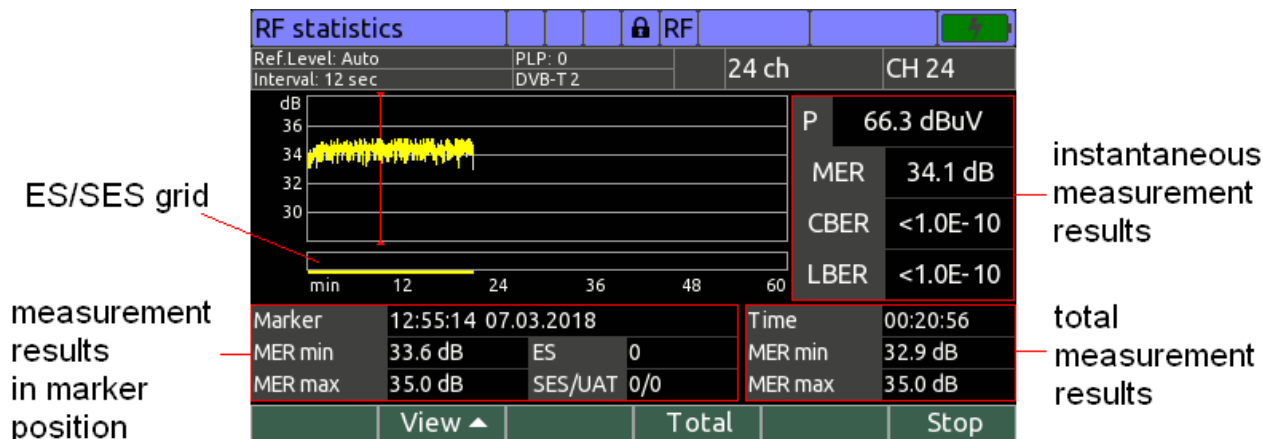 RF statistics RF
Ref.Level: Auto PLP: 0 24 ch CH 24
Interval: 12 sec DVB-T2
dB
36
34
32
30
min 12 24 36 48 60
P 66.3 dBuV
MER 34.1 dB
CBER <1.0E-10
LBER <1.0E-10
ES/SES grid
instantaneous
measurement
results
measurement
results
in marker
position
Marker 12:55:14 07.03.2018
MER min 33.6 dB ES 0
MER max 35.0 dB SES/UAT 0/0
Time 00:20:56
MER min 32.9 dB
MER max 35.0 dB
total
measurement
results
View Total Stop